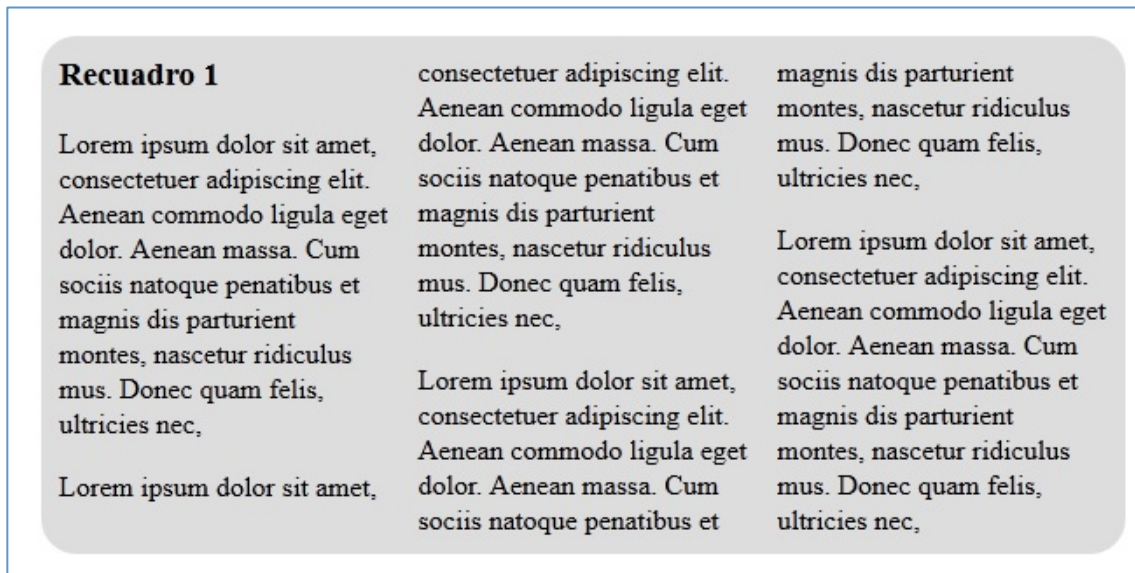 Recuadro 1
Lorem ipsum dolor sit amet,
consectetuer adipiscing elit.
Aenean commodo ligula eget
dolor. Aenean massa. Cum
sociis natoque penatibus et
magnis dis parturient
montes, nascetur ridiculus
mus. Donec quam felis,
ultricies nec,
Lorem ipsum dolor sit amet,
consectetuer adipiscing elit.
Aenean commodo ligula eget
dolor. Aenean massa. Cum
sociis natoque penatibus et
magnis dis parturient
montes, nascetur ridiculus
mus. Donec quam felis,
ultricies nec,
Lorem ipsum dolor sit amet,
consectetuer adipiscing elit.
Aenean commodo ligula eget
dolor. Aenean massa. Cum
sociis natoque penatibus et
magnis dis parturient
montes, nascetur ridiculus
mus. Donec quam felis,
ultricies nec,
Lorem ipsum dolor sit amet,
consectetuer adipiscing elit.
Aenean commodo ligula eget
dolor. Aenean massa. Cum
sociis natoque penatibus et
magnis dis parturient
montes, nascetur ridiculus
mus. Donec quam felis,
ultricies nec,